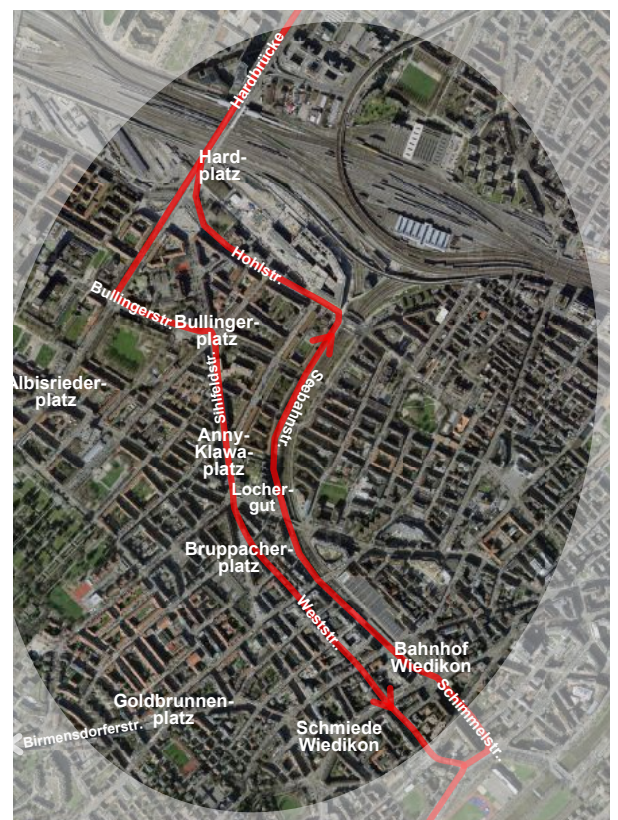 Hardbrücke
Hard-
platz
Hohlstr.
Bullingerstr.
Bullinger-
platz
Albisrieder-
platz
Sihlfeldstr.
Seebahnstr.
Anny-
Klawa-
platz
Locher-
gut
Bruppacher-
platz
Weststr.
Bahnhof
Wiedikon
Schimmelstr.
Goldbrunnen-
platz
Birmensdorferstr.
Schmiede
Wiedikon